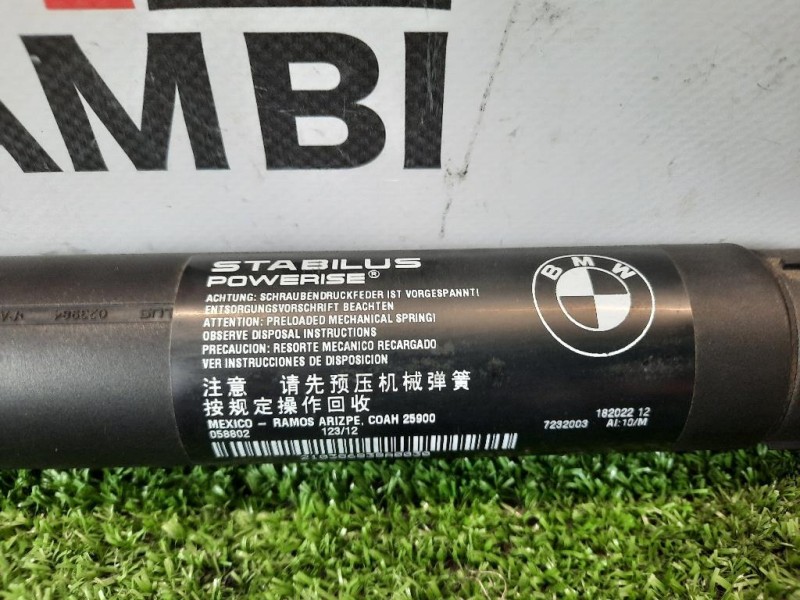 AMBI
STABILUS
POWERISE®
ACHTUNG: SCHRAUBENDRUCKFEDER IST VORGESPANNT!
ENTSORGUNGSVORSCHRIFT BEACHTEN
ATTENTION: PRELOADED MECHANICAL SPRING!
OBSERVE DISPOSAL INSTRUCTIONS
PRECAUCION: RESORTE MECANICO RECARGADO
VER INSTRUCCIONES DE DISPOSICION
注意 请先预压机械弹簧
按规定操作回收
MEXICO - RAMOS ARIZPE, COAH 25900
058802 123/12
BMW
182022 12
7232003 AI:10/M
023964